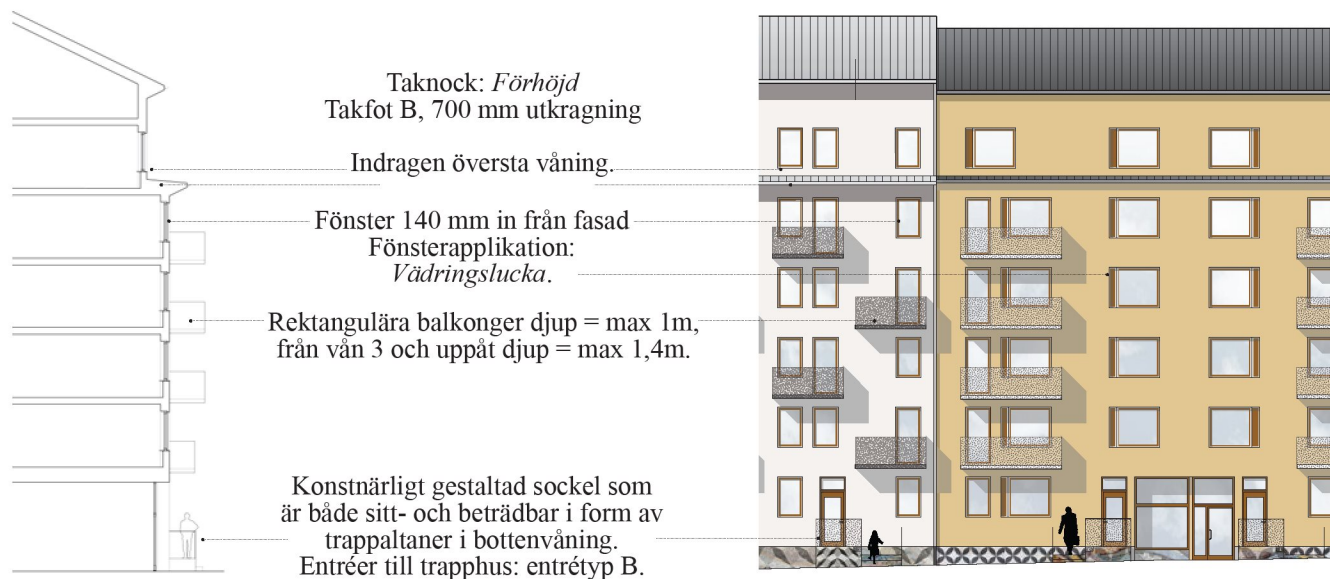 Taknock: Förhöjd
Takfot B, 700 mm utkragning
Indragen översta våning.
Fönster 140 mm in från fasad
Fönsterapplikation:
Vädringslucka.
Rektangulära balkonger djup = max 1m,
från vån 3 och uppåt djup = max 1,4m.
Konstnärligt gestaltad sockel som
är både sitt- och beträdbar i form av
trappaltaner i bottenvåning.
Entréer till trapphus: entrétyp B.